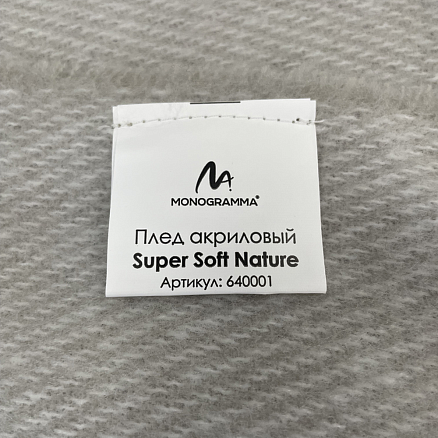 MONOGRAMMA®
Плед акриловый
Super Soft Nature
Артикул: 640001